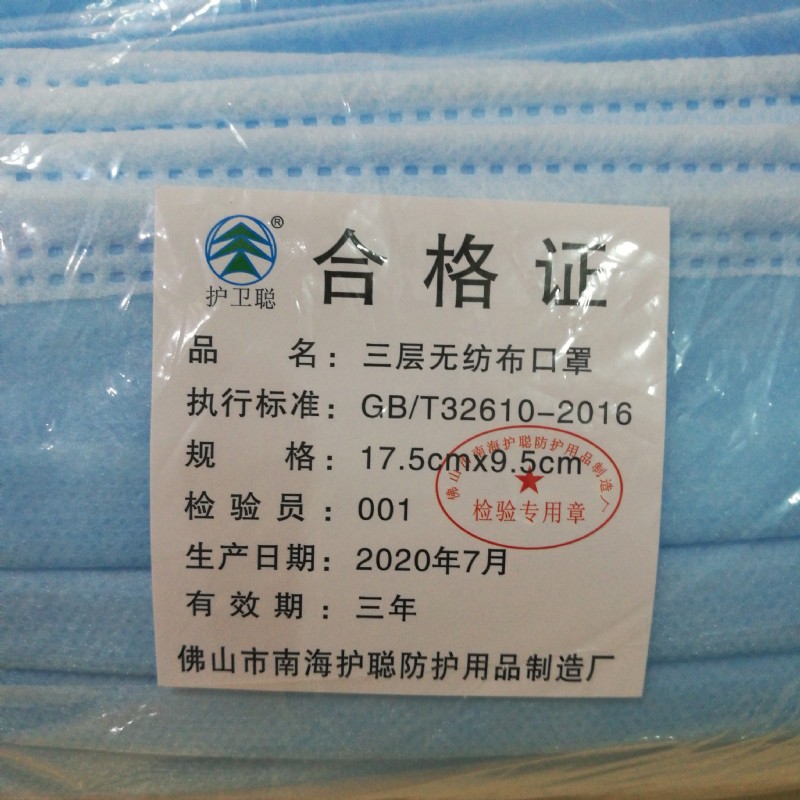 ®
护卫聪
合格证
品 名：三层无纺布口罩
执行标准：GB/T32610-2016
规 格：17.5cmx9.5cm
检验员：001
生产日期：2020年7月
有效期：三年
佛山市南海护聪防护用品制造厂
佛山市南海护聪防护用品制造厂
检验专用章